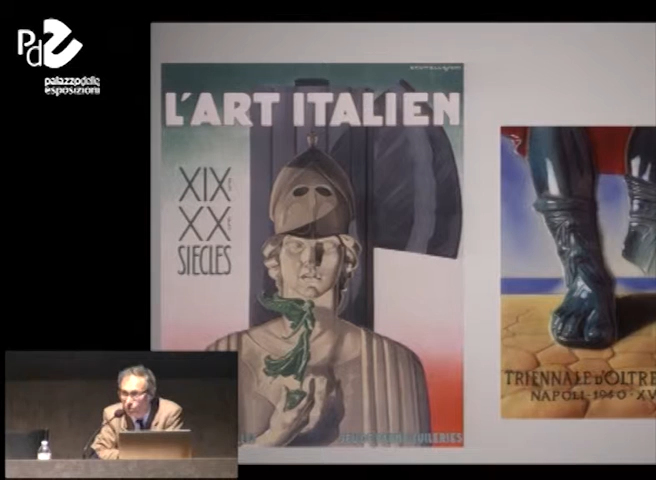 PdE
palazzodelle
esposizioni
L'ART ITALIEN
XIX
XX
SIECLES
TRIENNALE D'OLTRE
NAPOLI·1940·XV